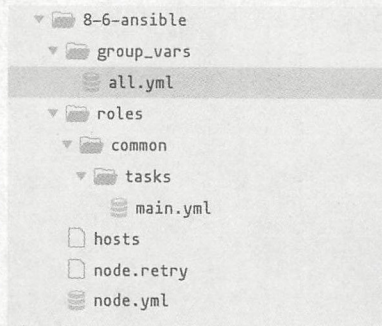 8-6-ansible
group_vars
all.yml
roles
common
tasks
main.yml
hosts
node.retry
node.yml